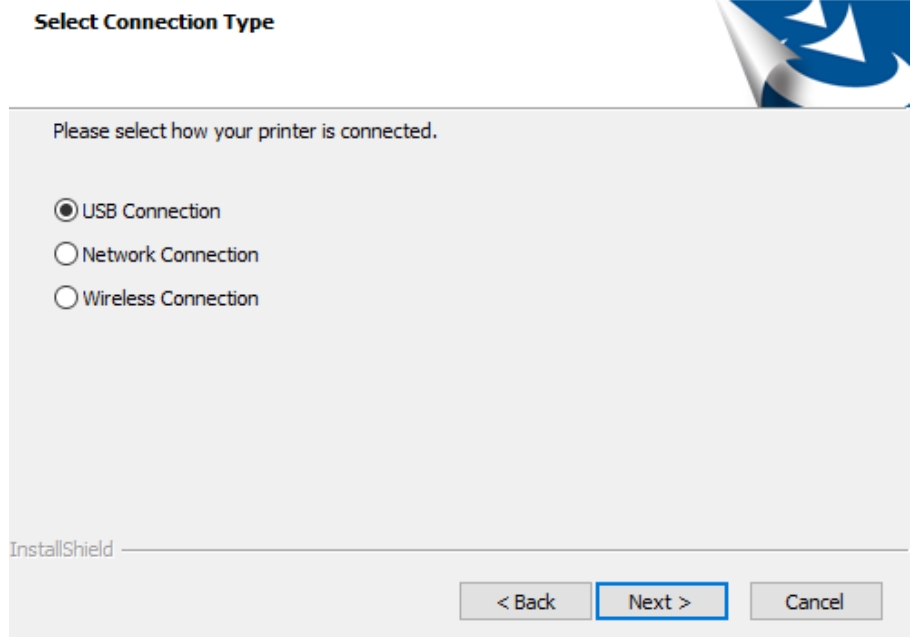 Select Connection Type
Please select how your printer is connected.
USB Connection
Network Connection
Wireless Connection
InstallShield
< Back
Next >
Cancel